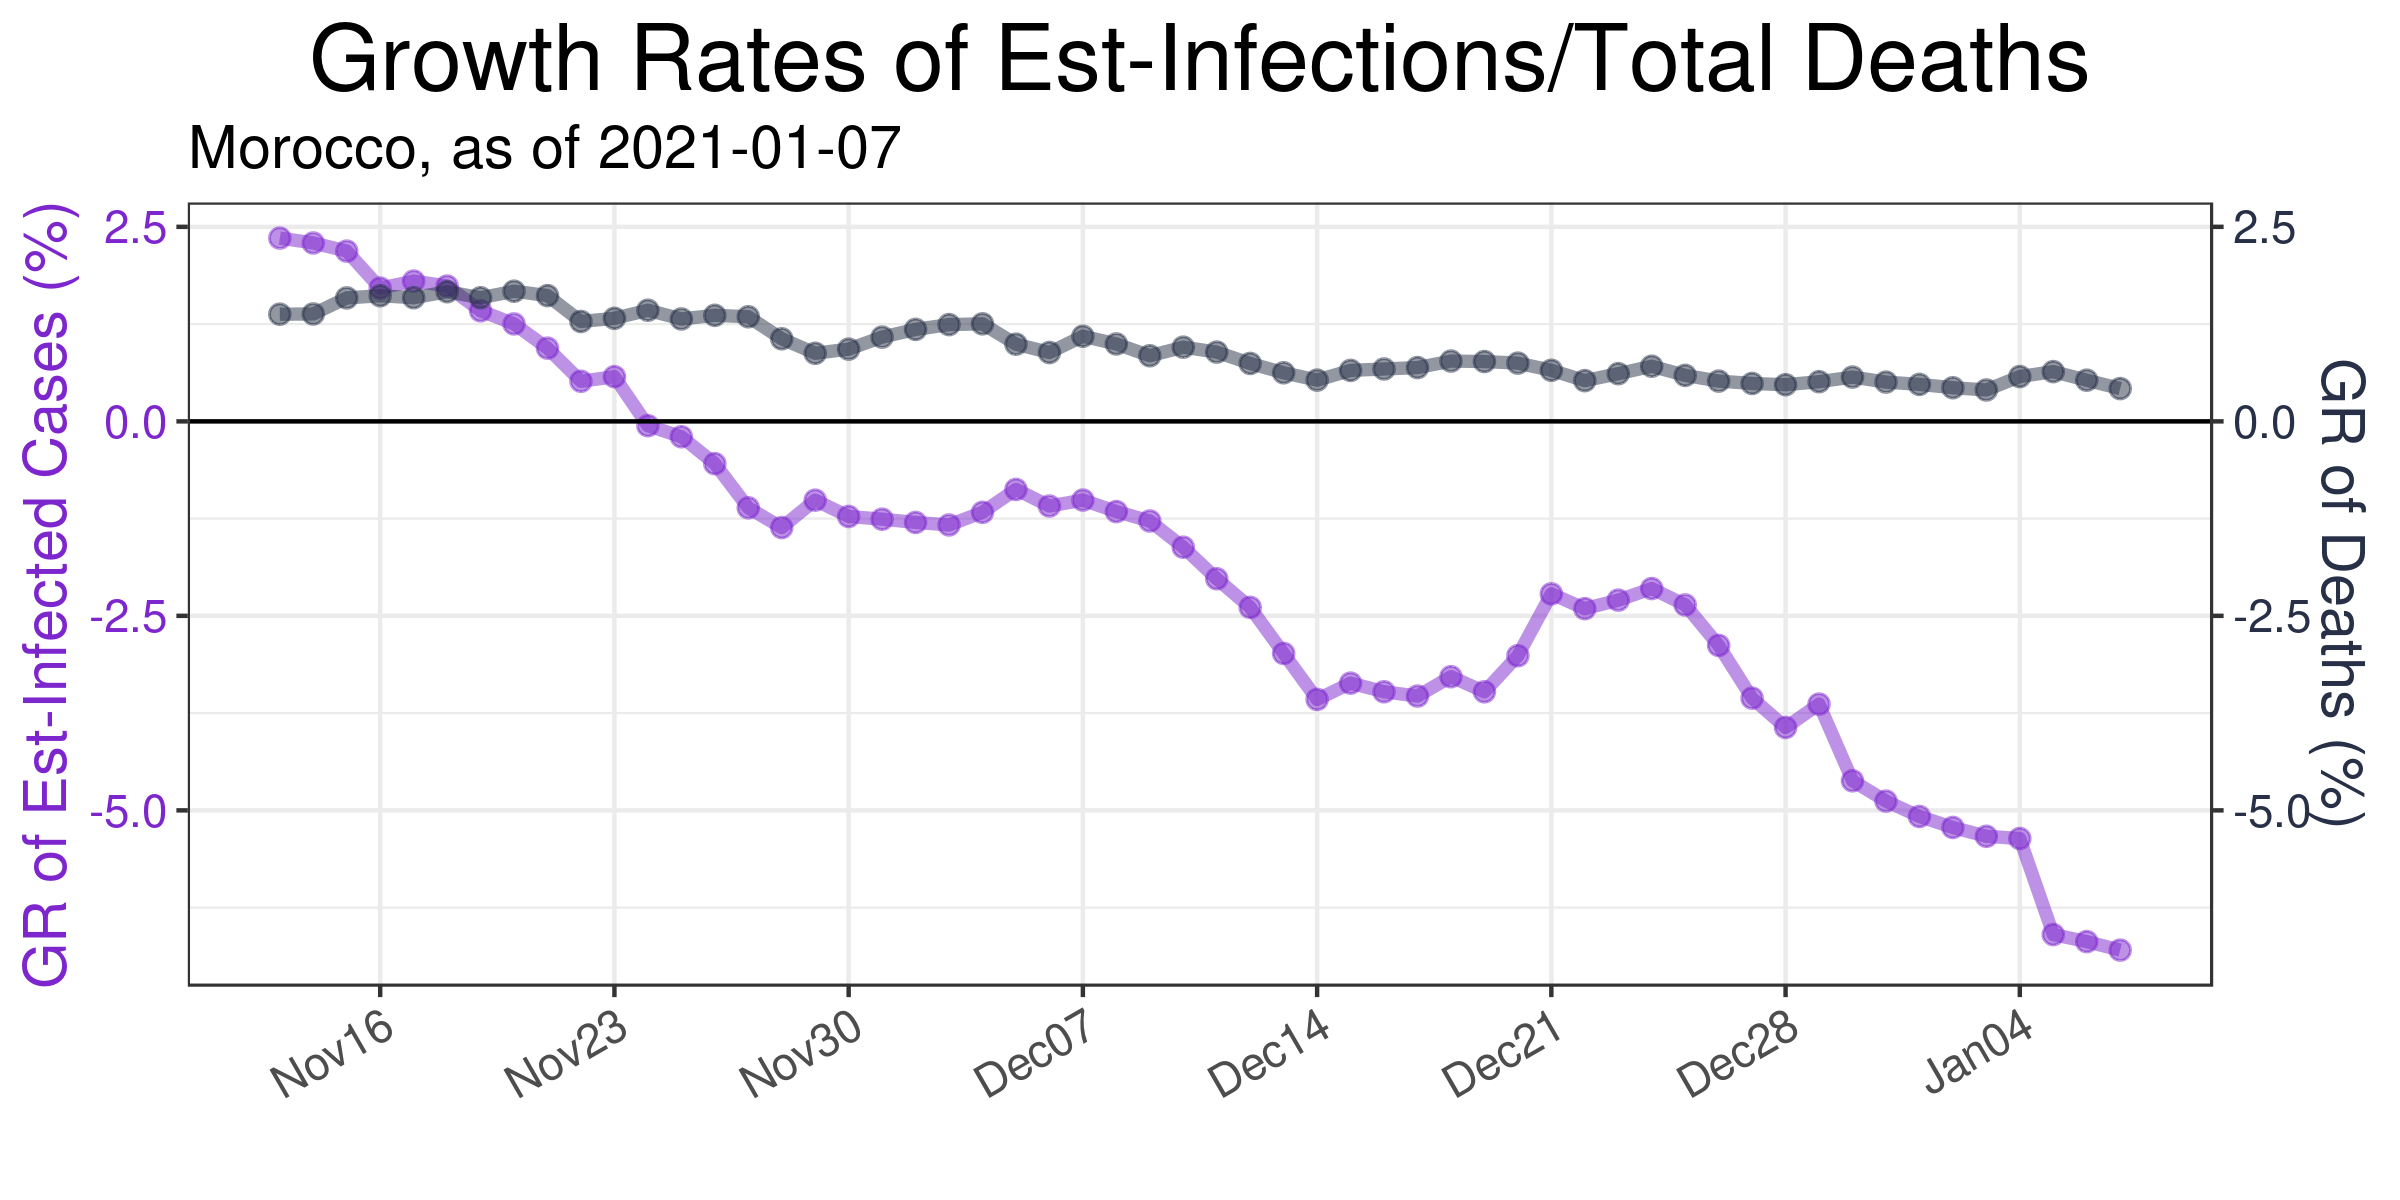 Growth Rates of Est-Infections/Total Deaths
Morocco, as of 2021-01-07
GR of Est-Infected Cases (%)
2.5
0.0
-2.5
-5.0
2.5
0.0
-2.5
-5.0
GR of Deaths (%)
Nov16
Nov23
Nov30
Dec07
Dec14
Dec21
Dec28
Jan04